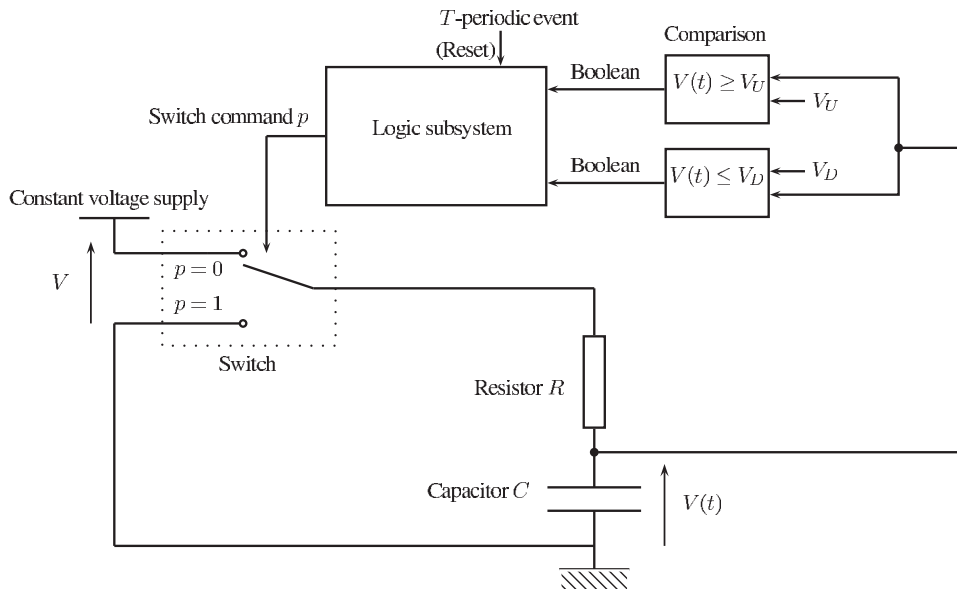 T-periodic event
(Reset)
Comparison
Boolean
V(t) ≥ V_U
V_U
Switch command p
Logic subsystem
Boolean
V(t) ≤ V_D
V_D
Constant voltage supply
V
p = 0
p = 1
Switch
Resistor R
Capacitor C
V(t)